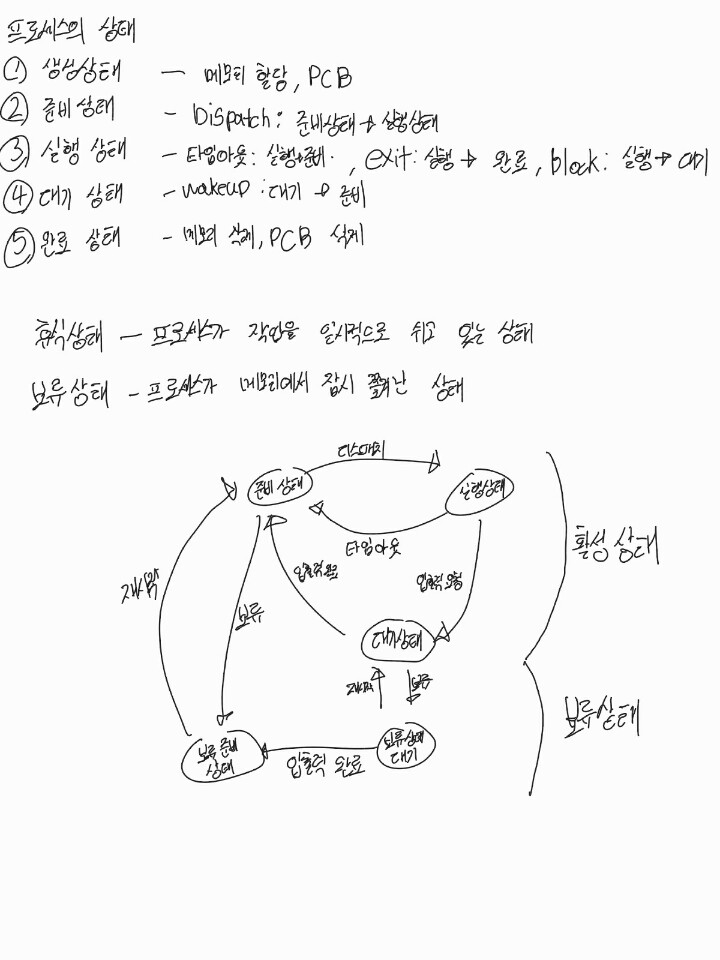 프로세스의 상태
① 생성상태 — 메모리 할당, PCB
② 준비상태 - Dispatch: 준비상태→실행상태
③ 실행 상태 - 타임아웃: 실행→준비, exit: 실행 → 완료, block: 실행→대기
④ 대기 상태 - wakeup: 대기 → 준비
⑤ 완료 상태 - 메모리 삭제, PCB 삭제
휴식상태 — 프로세스가 작업을 일시적으로 쉬고 있는 상태
보류상태 - 프로세스가 메모리에서 잠시 쫓겨난 상태
디스패치
준비 상태
실행상태
타임아웃
활성 상태
입출력 완료
입출력 요청
재시작
보류
대기상태
재시작
보류
보류상태
보류 준비
상태
입출력 완료
보류상태
대기